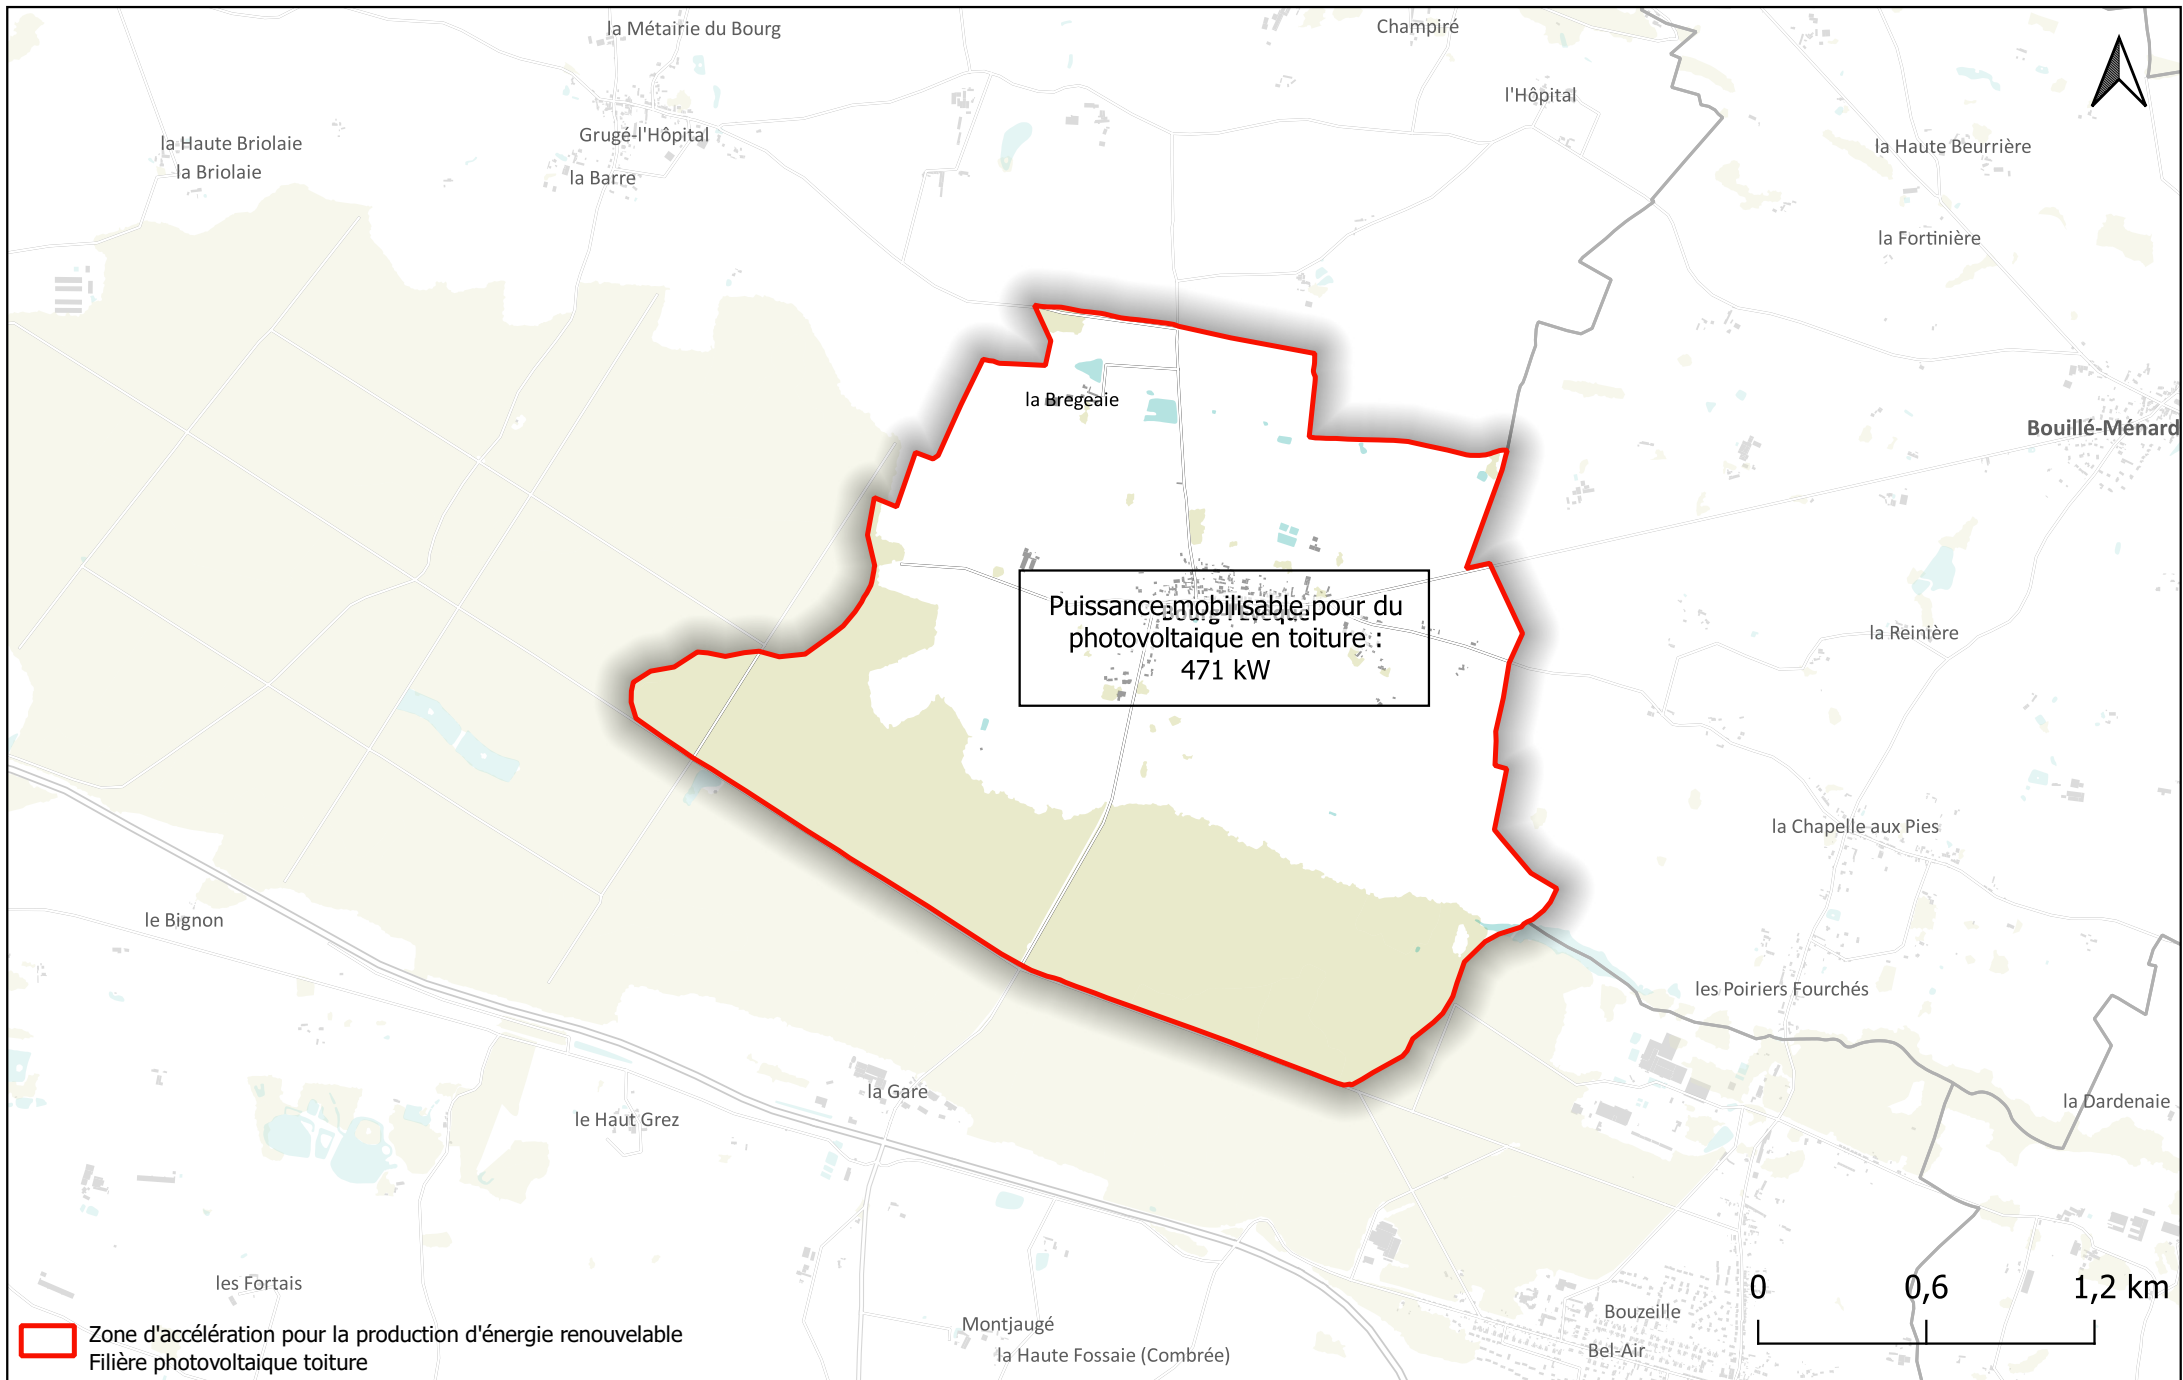 la Métairie du Bourg
Champiré
l'Hôpital
Grugé-l'Hôpital
la Haute Briolaie
la Briolaie
la Barre
la Haute Beurrière
la Fortinière
la Bregeaie
Bouillé-Ménard
Puissance mobilisable pour du
photovoltaique en toiture :
471 kW
la Reinière
la Chapelle aux Pies
le Bignon
les Poiriers Fourchés
la Gare
le Haut Grez
la Dardenaie
les Fortais
0 0,6 1,2 km
Bouzeille
Montjaugé
Bel-Air
la Haute Fossaie (Combrée)
Zone d'accélération pour la production d'énergie renouvelable
Filière photovoltaique toiture